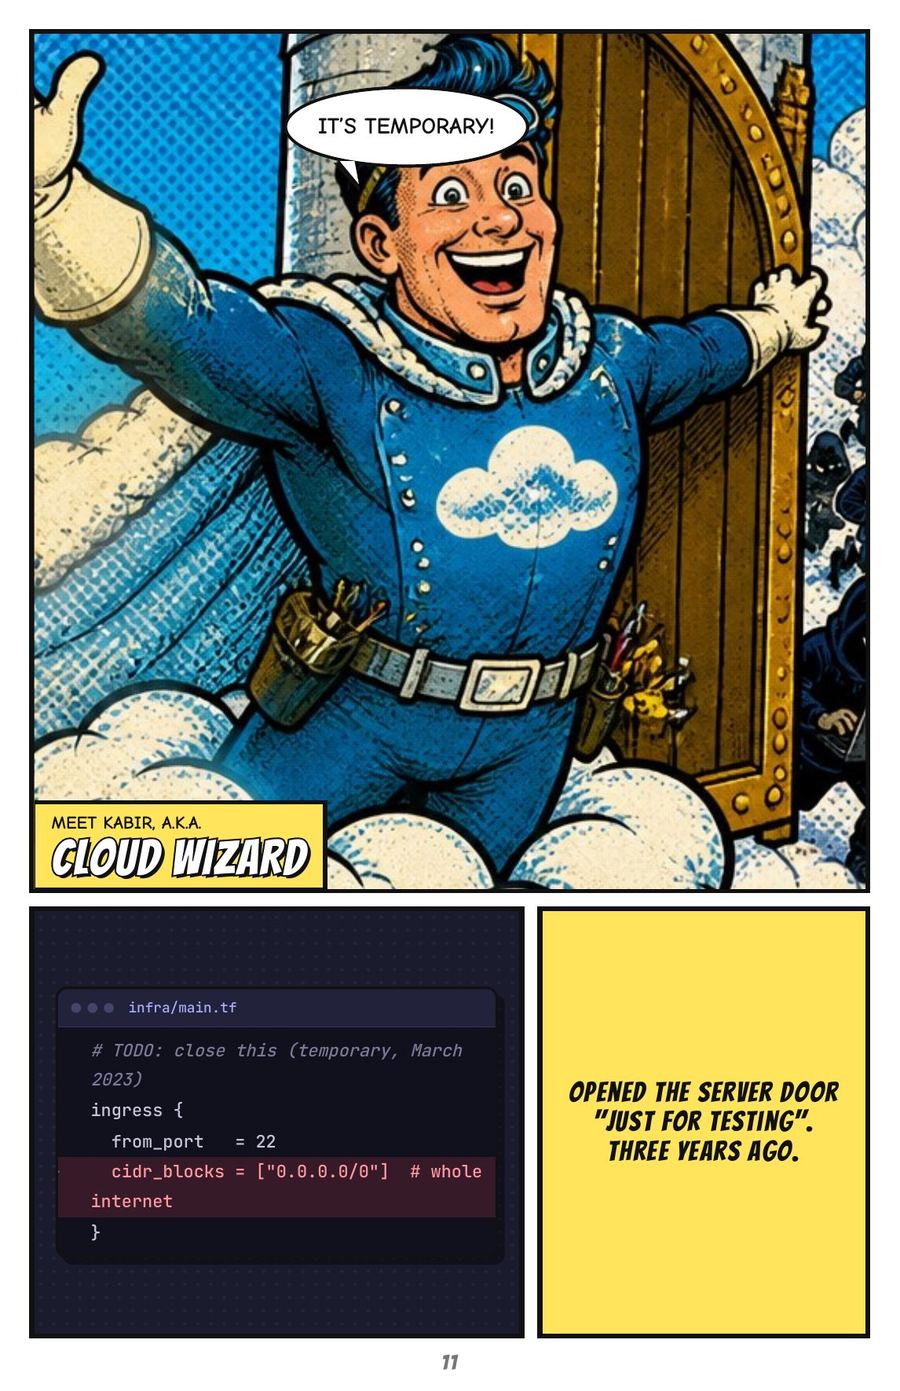 IT'S TEMPORARY!
MEET KABIR, A.K.A.
CLOUD WIZARD
infra/main.tf
# TODO: close this (temporary, March
2023)
ingress {
from_port   = 22
cidr_blocks = ["0.0.0.0/0"]  # whole
internet
}
OPENED THE SERVER DOOR
"JUST FOR TESTING".
THREE YEARS AGO.
11